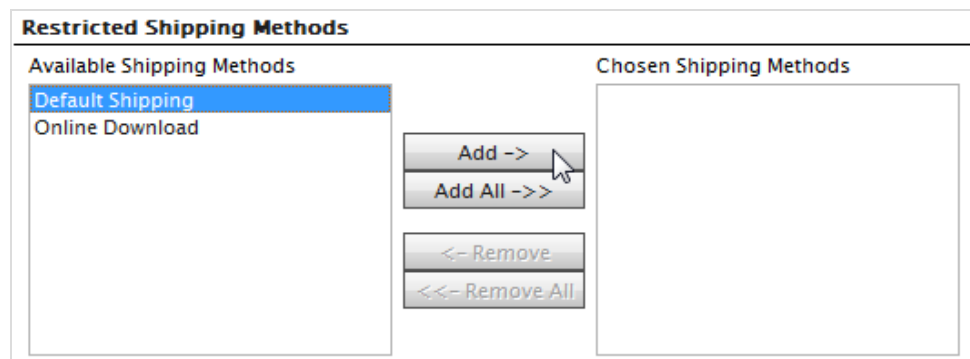 Restricted Shipping Methods
Available Shipping Methods
Chosen Shipping Methods
Default Shipping
Online Download
Add ->
Add All ->>
<- Remove
<<- Remove All